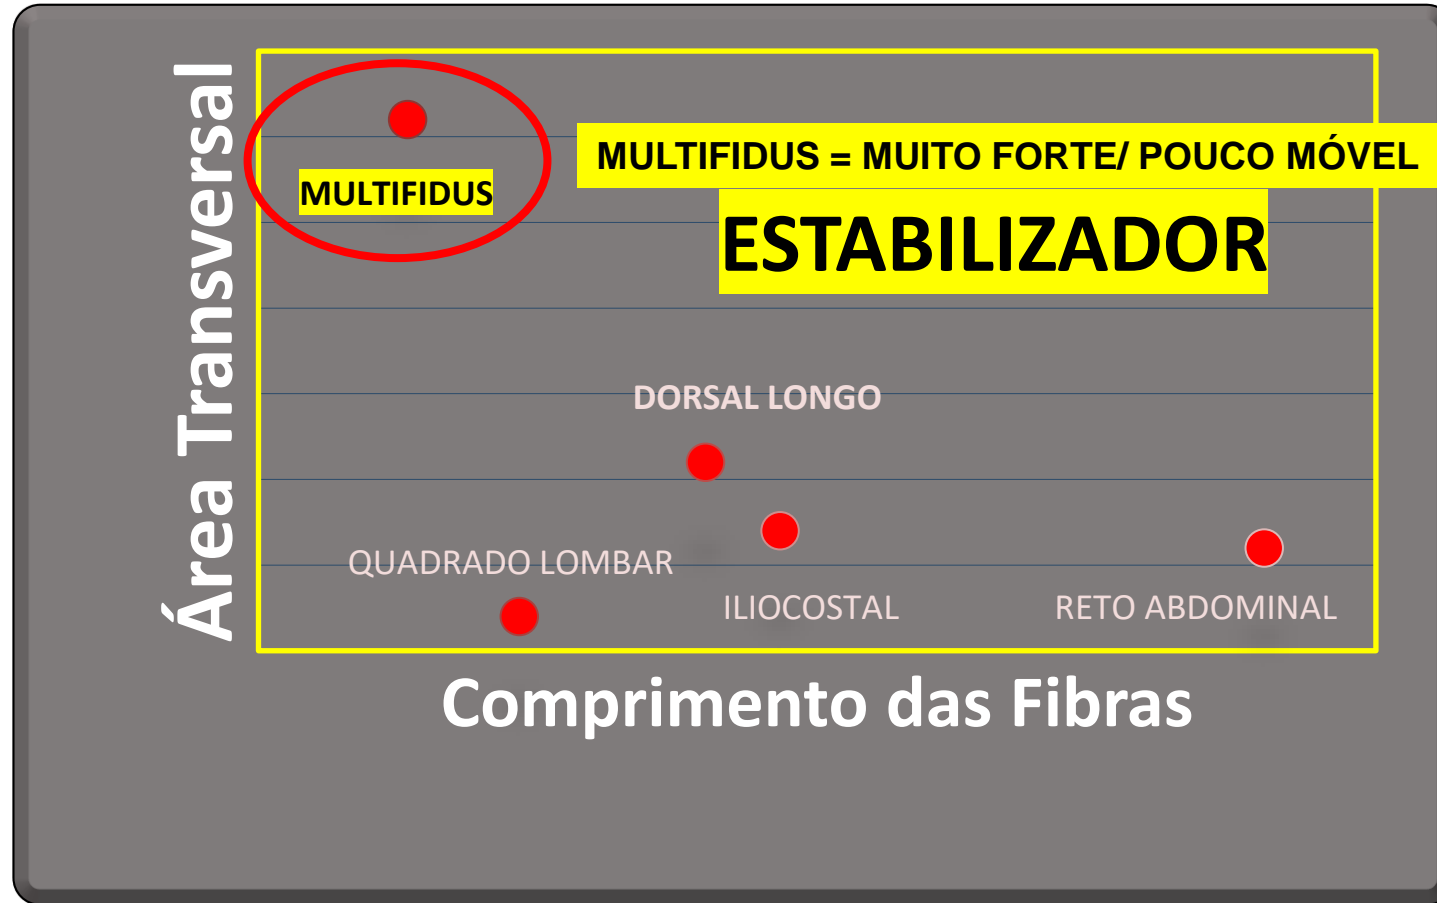 Área Transversal
MULTIFIDUS
MULTIFIDUS = MUITO FORTE/ POUCO MÓVEL
ESTABILIZADOR
DORSAL LONGO
QUADRADO LOMBAR
ILIOCOSTAL
RETO ABDOMINAL
Comprimento das Fibras